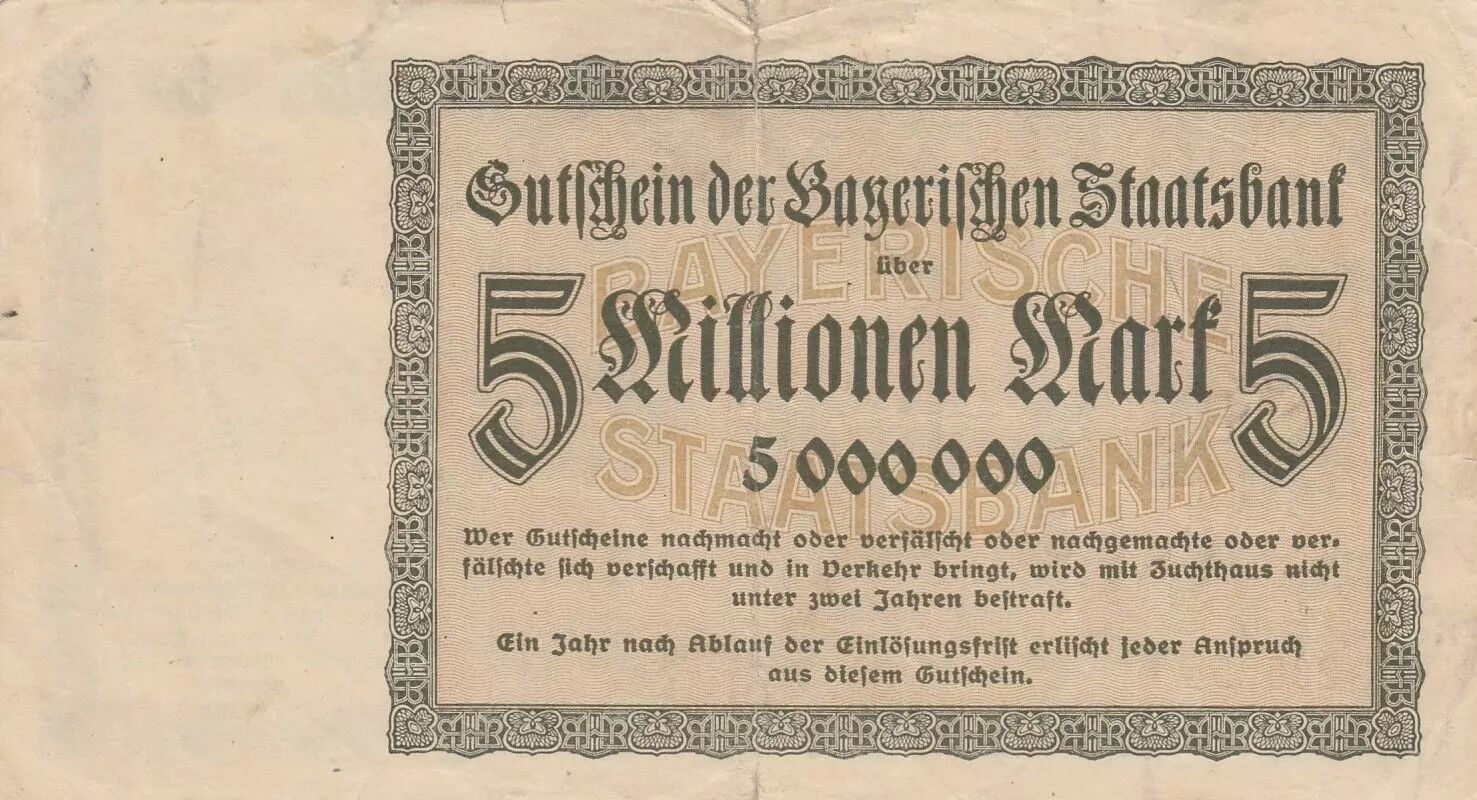 Gutschein der Bayerischen Staatsbank
über
5 Millionen Mark 5
5 000 000
BAYERISCHE
STAATSBANK
Wer Gutscheine nachmacht oder verfälscht oder nachgemachte oder ver-
fälschte sich verschafft und in Verkehr bringt, wird mit Zuchthaus nicht
unter zwei Jahren bestraft.
Ein Jahr nach Ablauf der Einlösungsfrist erlischt jeder Anspruch
aus diesem Gutschein.